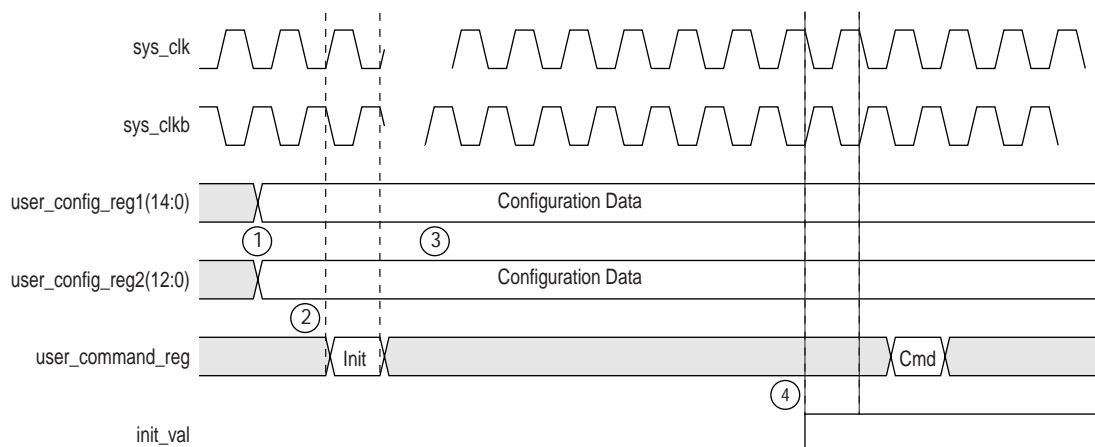 sys_clk
sys_clkb
user_config_reg1(14:0)
Configuration Data
1
3
user_config_reg2(12:0)
Configuration Data
2
user_command_reg
Init
Cmd
4
init_val